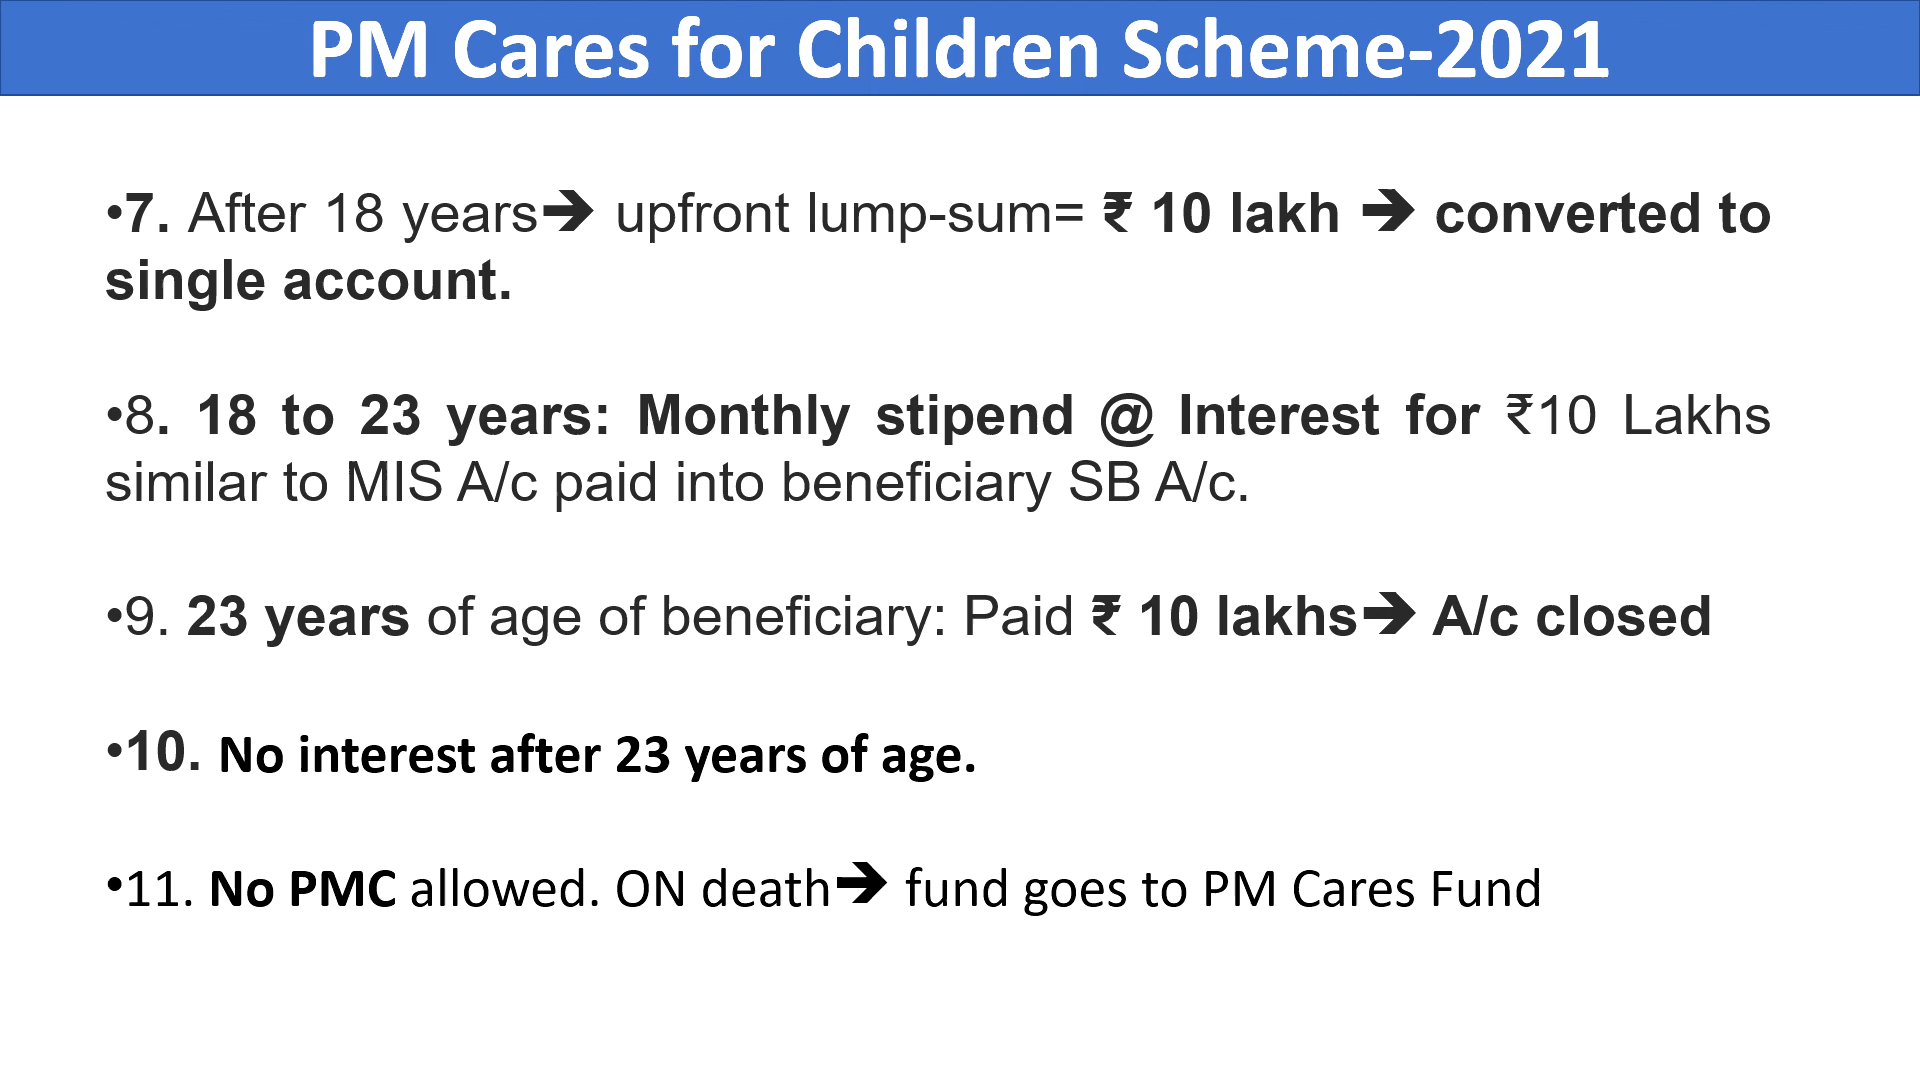 PM Cares for Children Scheme-2021
•7. After 18 years➔ upfront lump-sum= ₹ 10 lakh ➔ converted to
single account.
•8. 18 to 23 years: Monthly stipend @ Interest for ₹10 Lakhs
similar to MIS A/c paid into beneficiary SB A/c.
•9. 23 years of age of beneficiary: Paid ₹ 10 lakhs➔ A/c closed
•10. No interest after 23 years of age.
•11. No PMC allowed. ON death➔ fund goes to PM Cares Fund